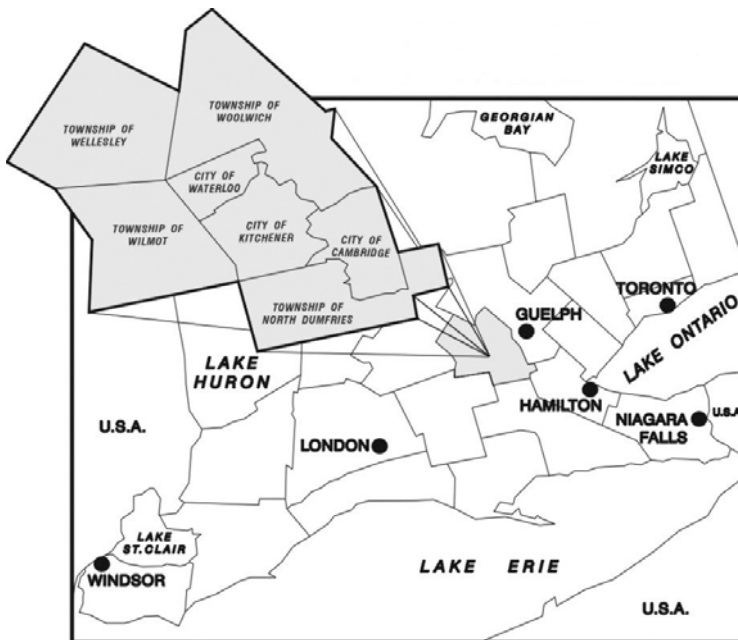 TOWNSHIP OF
WOOLWICH
TOWNSHIP OF
WELLESLEY
CITY OF
WATERLOO
TOWNSHIP OF
WILMOT
CITY OF
KITCHENER
CITY OF
CAMBRIDGE
TOWNSHIP OF
NORTH DUMFRIES
GEORGIAN
BAY
LAKE
SIMCO
TORONTO
GUELPH
LAKE ONTARIO
LAKE
HURON
HAMILTON
NIAGARA
FALLS
U.S.A.
U.S.A.
LONDON
LAKE
ST. CLAIR
WINDSOR
LAKE ERIE
U.S.A.